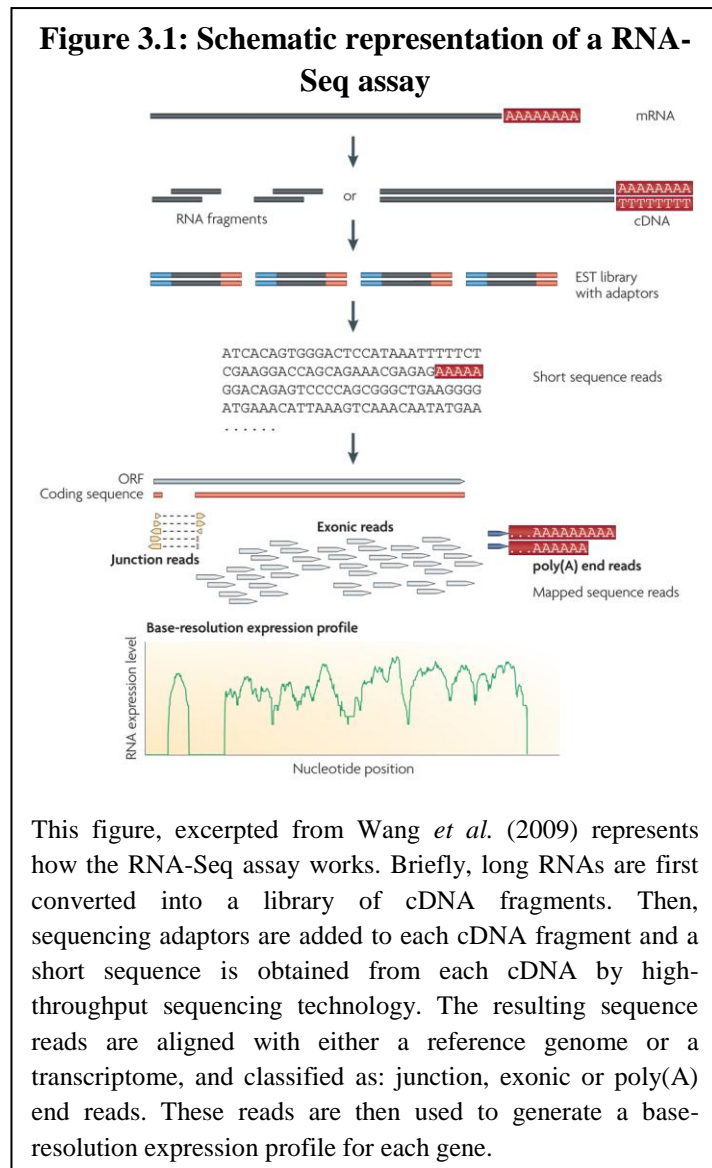 Figure 3.1: Schematic representation of a RNA-
Seq assay
AAAAAAAA
mRNA
AAAAAAAA
TTTTTTTT
or
RNA fragments
cDNA
EST library
with adaptors
ATCACAGTGGGACTCCATAAATTTTTCT
CGAAGGACCAGCAGAAACGAGAGAAAAA
GGACAGAGTCCCCAGCGGGCTGAAGGGG
ATGAAACATTAAAGTCAAACAATATGAA
......
Short sequence reads
ORF
Coding sequence
Exonic reads
...AAAAAAAAA
...AAAAAA
Junction reads
poly(A) end reads
Mapped sequence reads
Base-resolution expression profile
RNA expression level
Nucleotide position
This figure, excerpted from Wang et al. (2009) represents
how the RNA-Seq assay works. Briefly, long RNAs are first
converted into a library of cDNA fragments. Then,
sequencing adaptors are added to each cDNA fragment and a
short sequence is obtained from each cDNA by high-
throughput sequencing technology. The resulting sequence
reads are aligned with either a reference genome or a
transcriptome, and classified as: junction, exonic or poly(A)
end reads. These reads are then used to generate a base-
resolution expression profile for each gene.